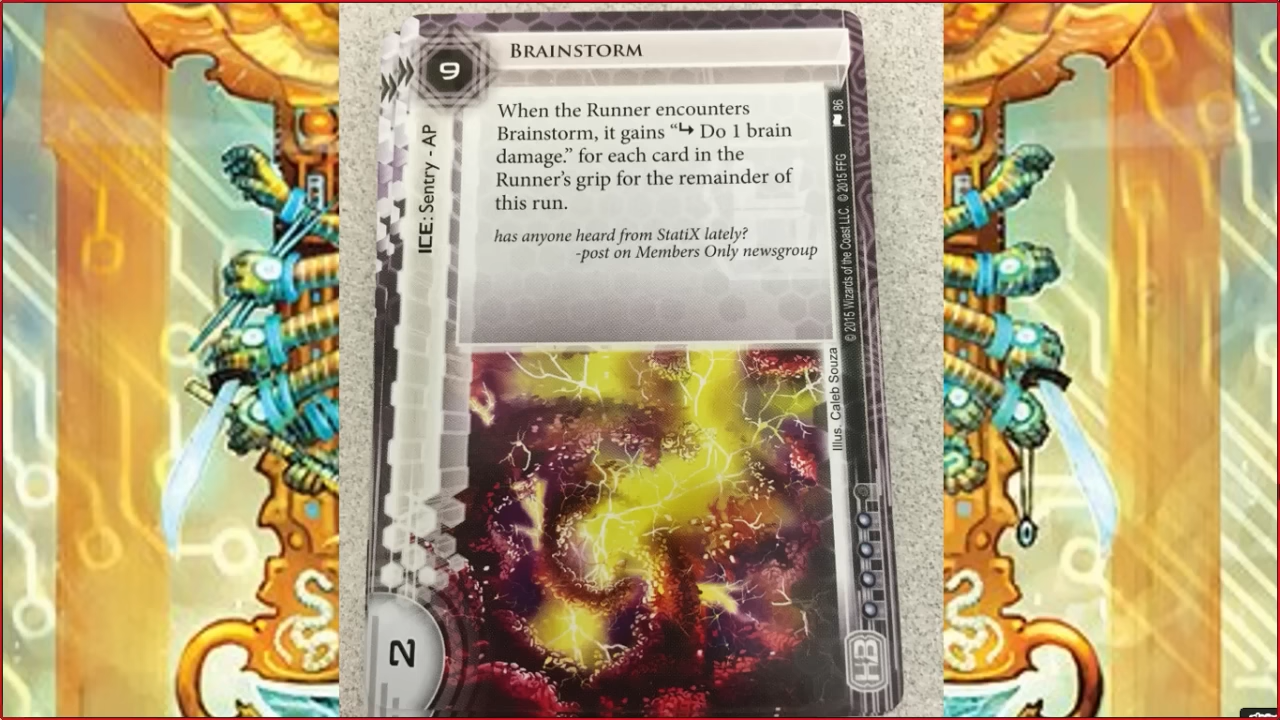 BRAINSTORM
9
When the Runner encounters
Brainstorm, it gains “↳ Do 1 brain
damage.” for each card in the
Runner’s grip for the remainder of
this run.
has anyone heard from StatiX lately?
-post on Members Only newsgroup
ICE: Sentry - AP
86
© 2015 Wizards of the Coast LLC. © 2015 FFG
Illus. Caleb Souza
2
HB